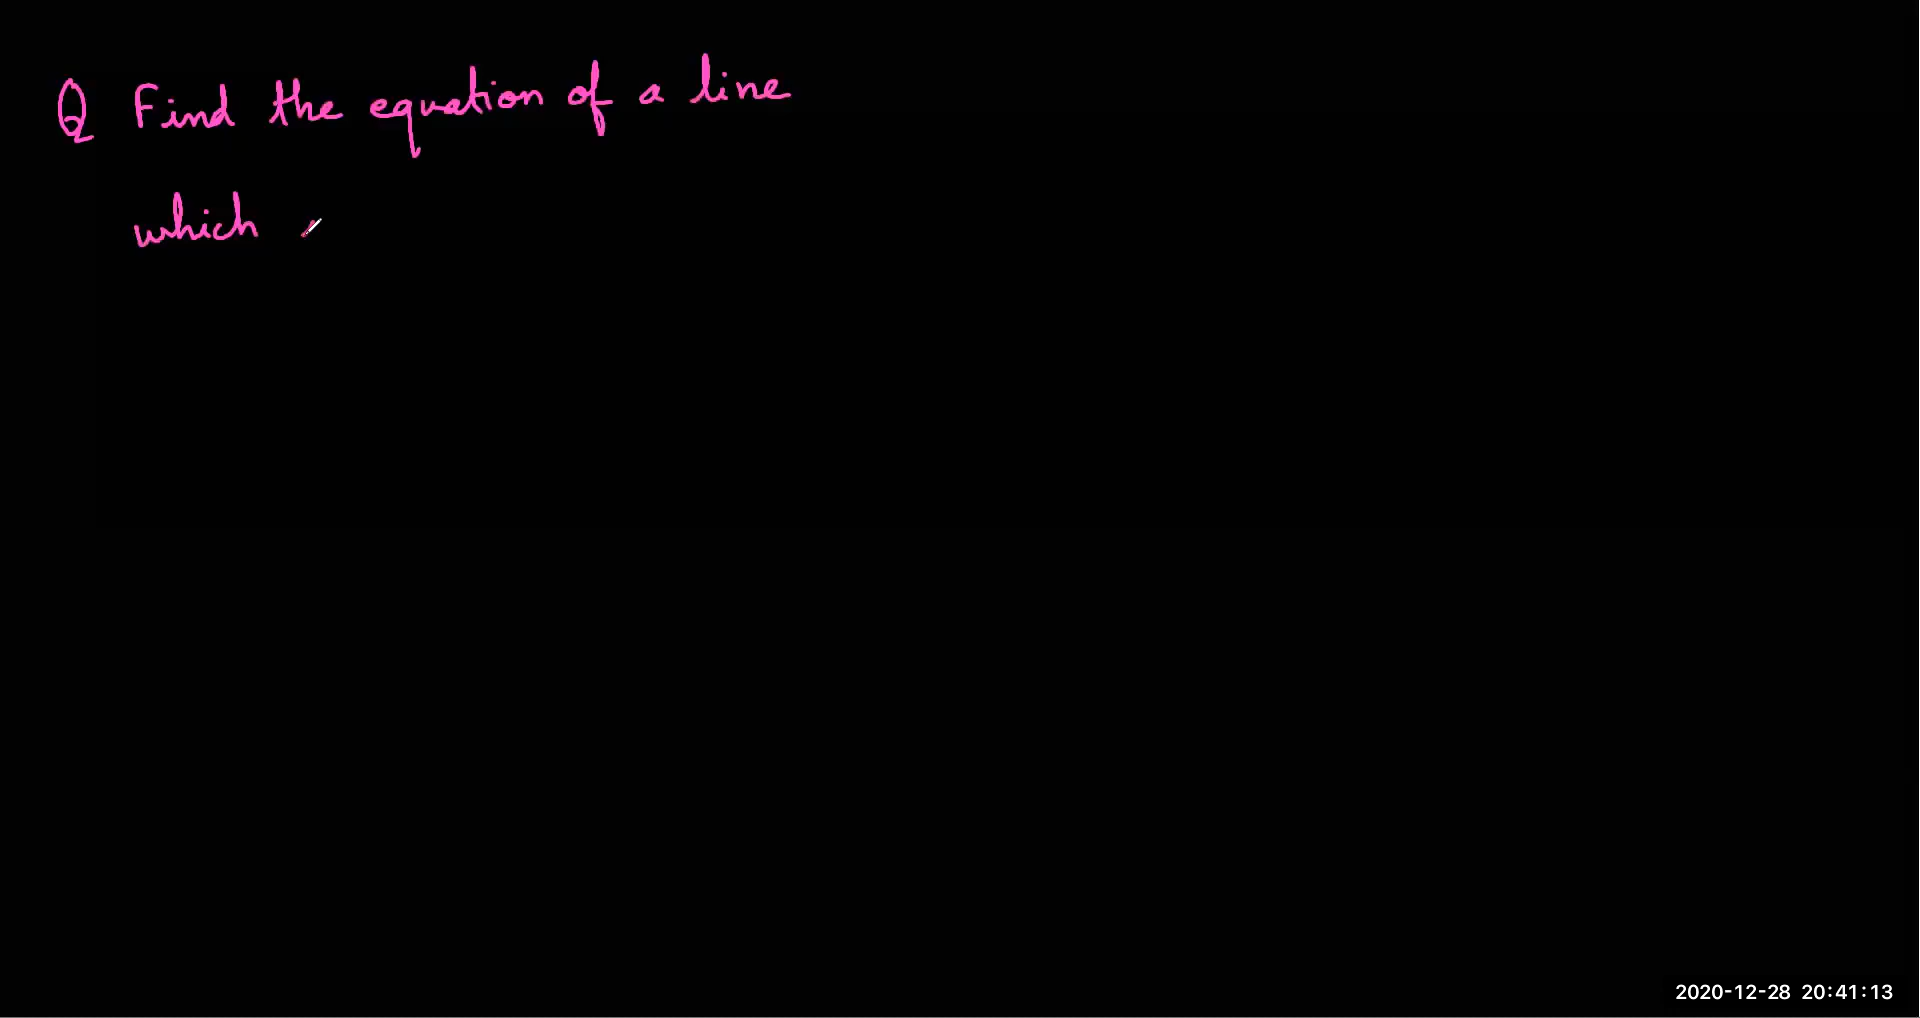 Q Find the equation of a line
which
2020-12-28 20:41:13